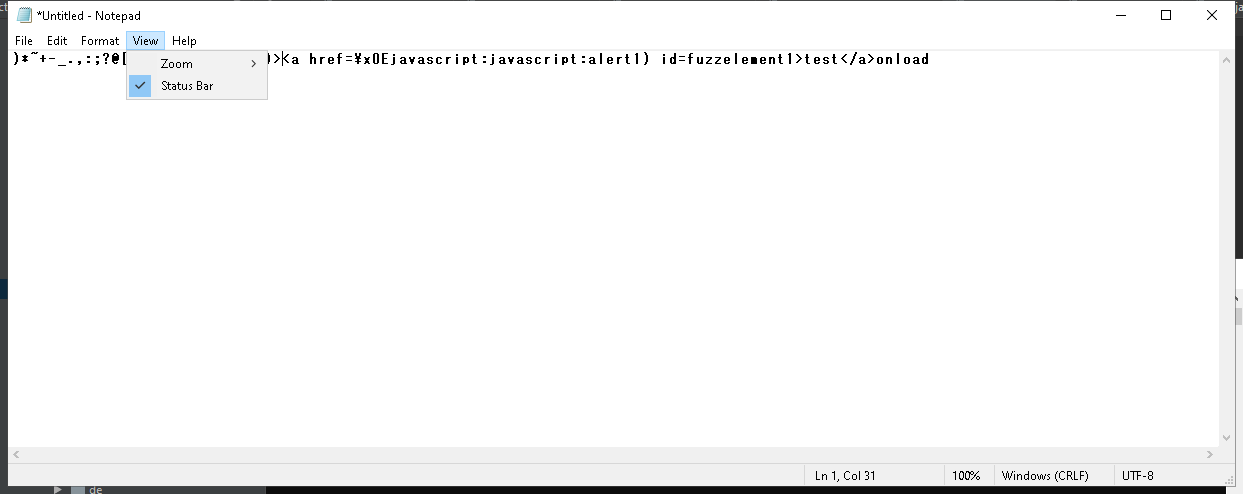 *Untitled - Notepad
File Edit Format View Help
)*~+-_.,:;?@[ )><a href=¥x0Ejavascript:javascript:alert1) id=fuzzelement1>test</a>onload
Zoom
Status Bar
Ln 1, Col 31 100% Windows (CRLF) UTF-8
de